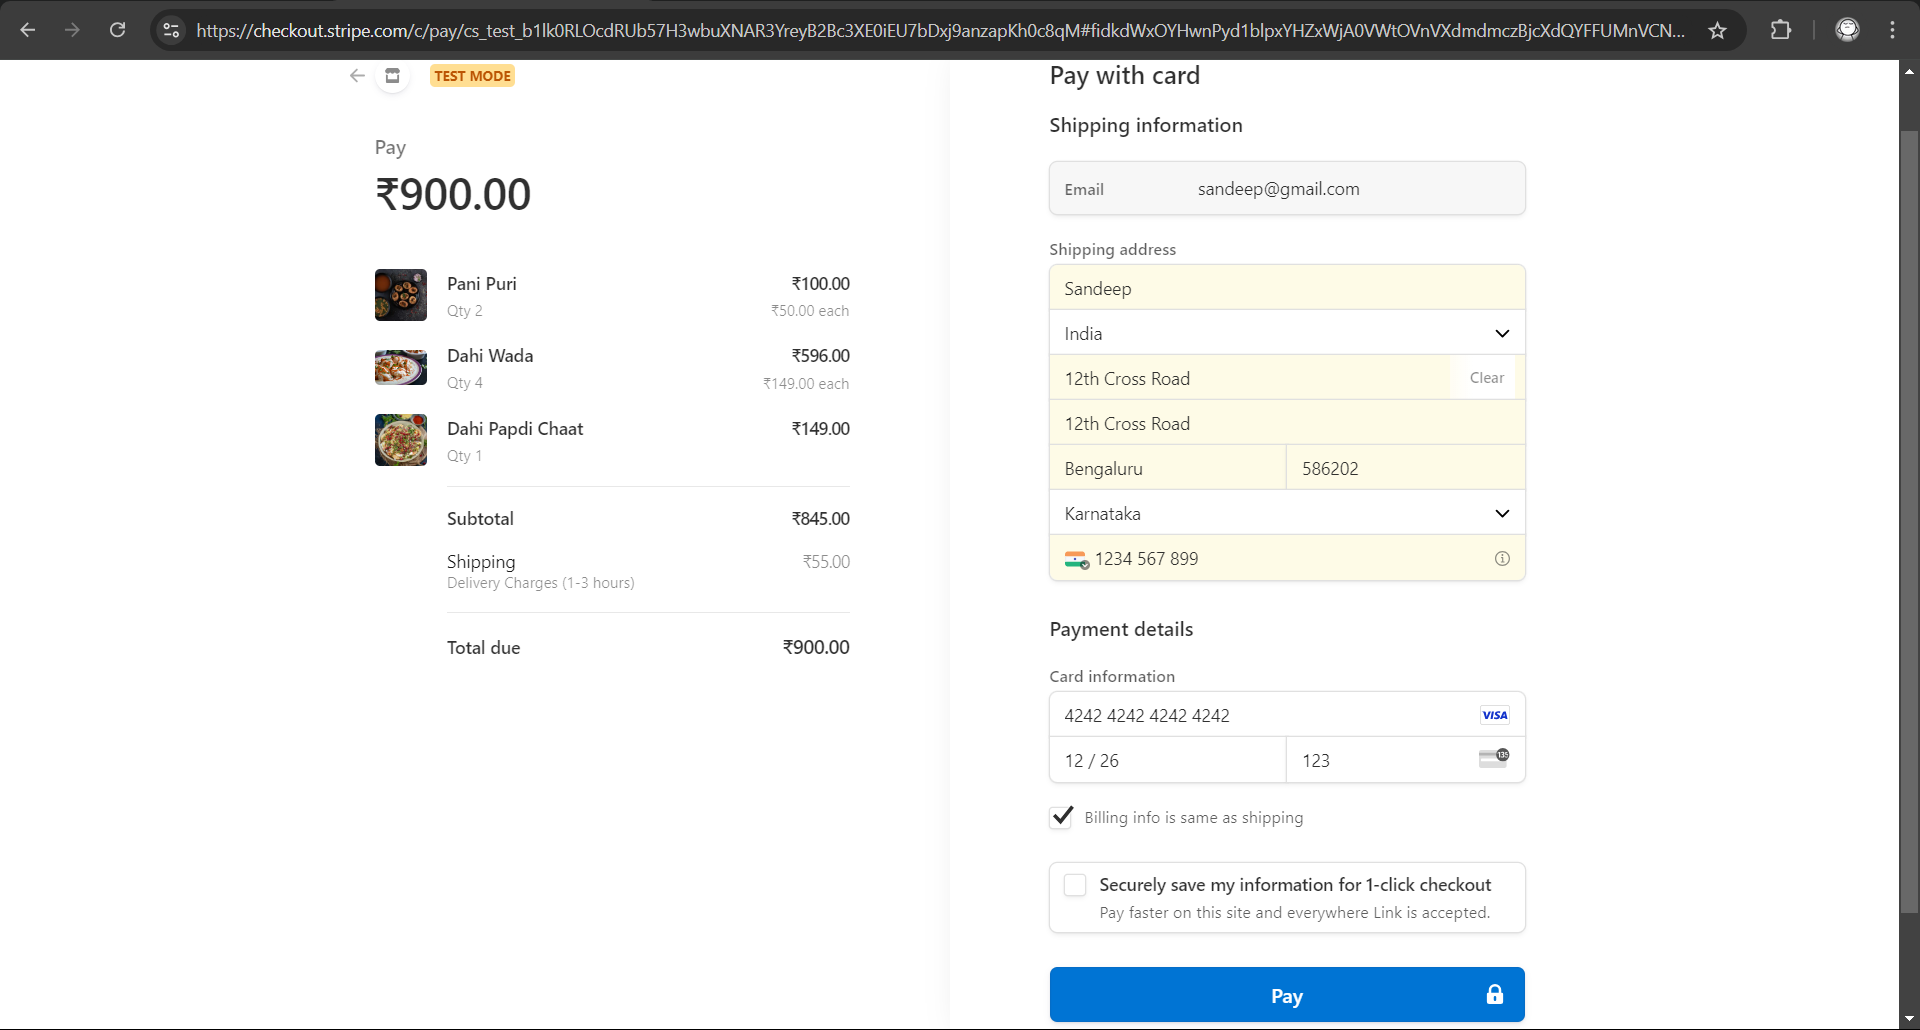 https://checkout.stripe.com/c/pay/cs_test_b1lk0RLOcdRUb57H3wbuXNAR3YreyB2Bc3XE0iEU7bDxj9anzapKh0c8qM#fidkdWxOYHwnPyd1blpxYHZxWjA0VWtOVnVXdmdmczBjcXdQYFFUMnVCN...
TEST MODE
Pay
₹900.00
Pani Puri ₹100.00
Qty 2 ₹50.00 each
Dahi Wada ₹596.00
Qty 4 ₹149.00 each
Dahi Papdi Chaat ₹149.00
Qty 1
Subtotal ₹845.00
Shipping ₹55.00
Delivery Charges (1-3 hours)
Total due ₹900.00
Pay with card
Shipping information
Email sandeep@gmail.com
Shipping address
Sandeep
India
12th Cross Road Clear
12th Cross Road
Bengaluru 586202
Karnataka
1234 567 899
Payment details
Card information
4242 4242 4242 4242 VISA
12 / 26 123 135
Billing info is same as shipping
Securely save my information for 1-click checkout
Pay faster on this site and everywhere Link is accepted.
Pay